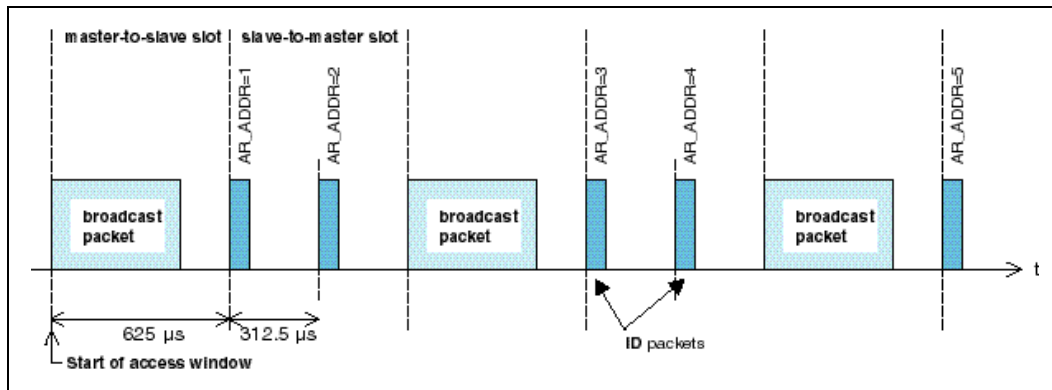 master-to-slave slot
slave-to-master slot
AR_ADDR=1
AR_ADDR=2
AR_ADDR=3
AR_ADDR=4
AR_ADDR=5
broadcast
packet
broadcast
packet
broadcast
packet
t
625 µs
312.5 µs
ID packets
Start of access window